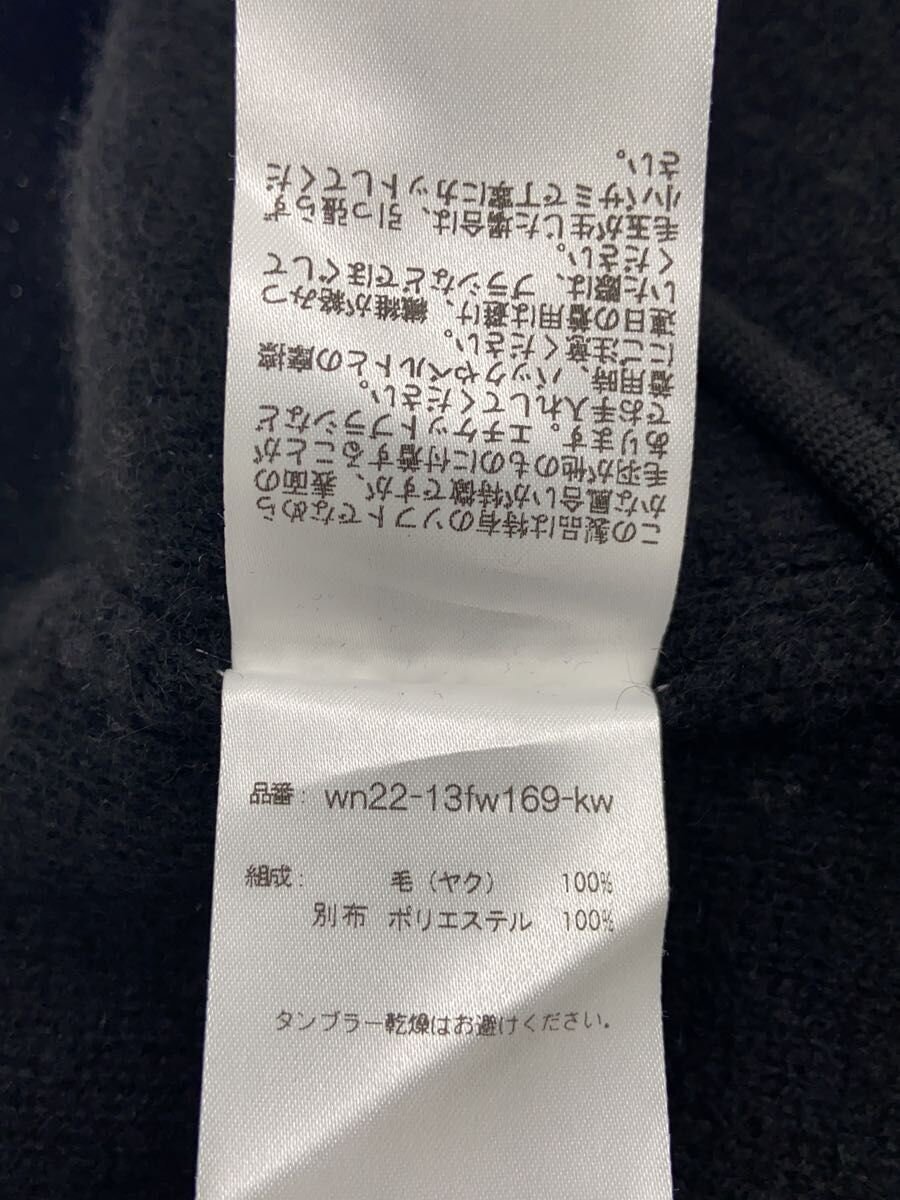 この製品は特有のソフトでなめら
かな風合いが特徴ですが、表面の
毛羽が他のものに付着することが
あります。エチケットブラシなど
でお手入れしてください。
着用時、バックやベルトとの摩擦
にご注意ください。
連日の着用は避け、繊維が絡みつ
いた際は、ブラシなどでほぐして
ください。
毛玉が生じた場合は、引っ張らず
小バサミで丁寧にカットしてくだ
さい。
品番: wn22-13fw169-kw
組成: 毛（ヤク） 100%
別布 ポリエステル 100%
タンブラー乾燥はお避けください。